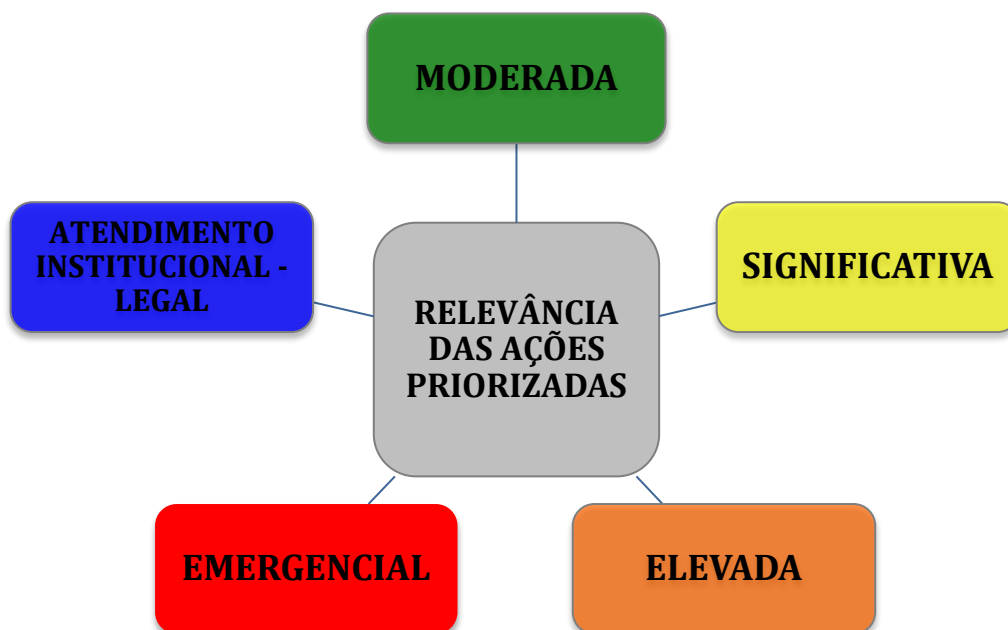 MODERADA
ATENDIMENTO
INSTITUCIONAL -
LEGAL
SIGNIFICATIVA
RELEVÂNCIA
DAS AÇÕES
PRIORIZADAS
EMERGENCIAL
ELEVADA